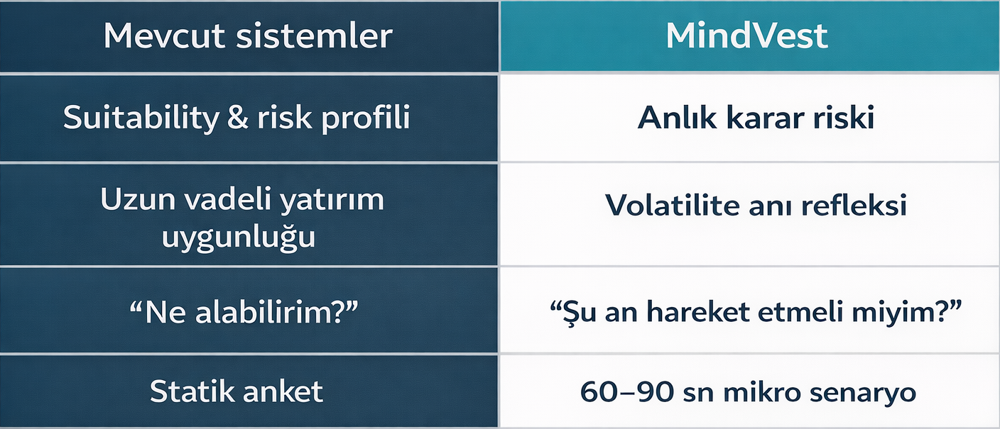 Mevcut sistemler
MindVest
Suitability & risk profili
Anlık karar riski
Uzun vadeli yatırım
uygunluğu
Volatilite anı refleksi
“Ne alabilirim?”
“Şu an hareket etmeli miyim?”
Statik anket
60–90 sn mikro senaryo